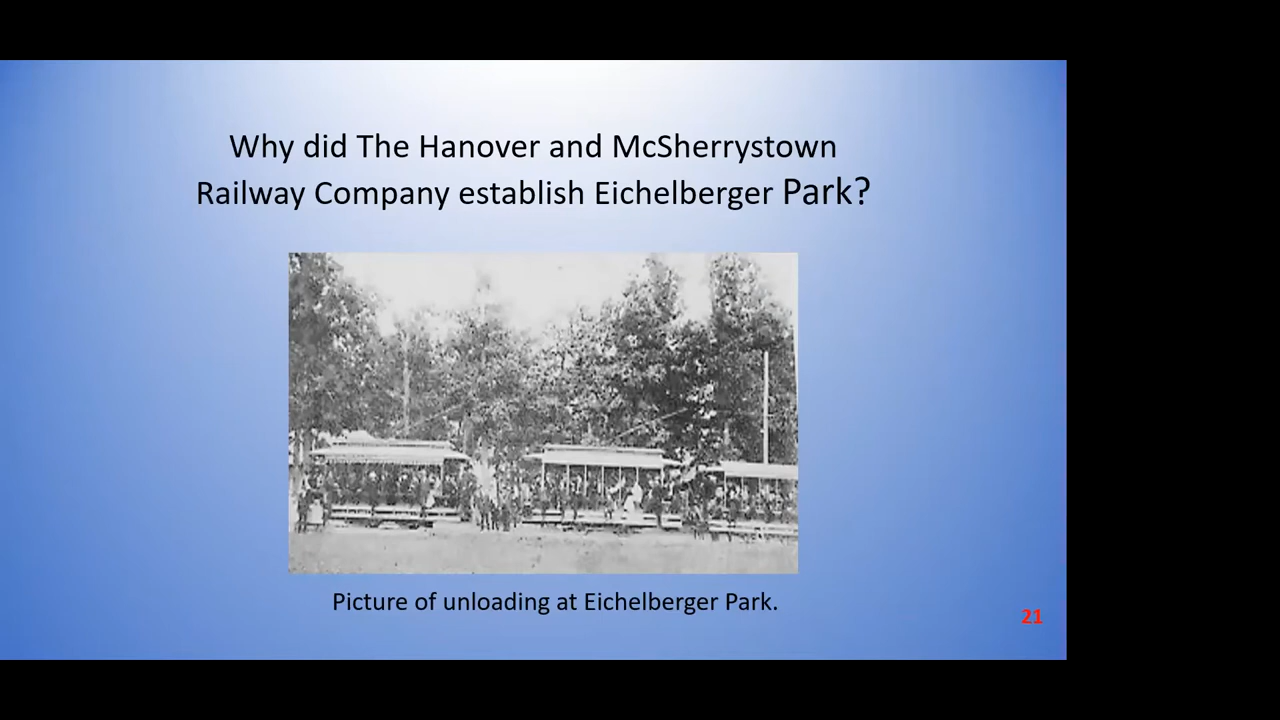 Why did The Hanover and McSherrystown
Railway Company establish Eichelberger Park?
Picture of unloading at Eichelberger Park.
21